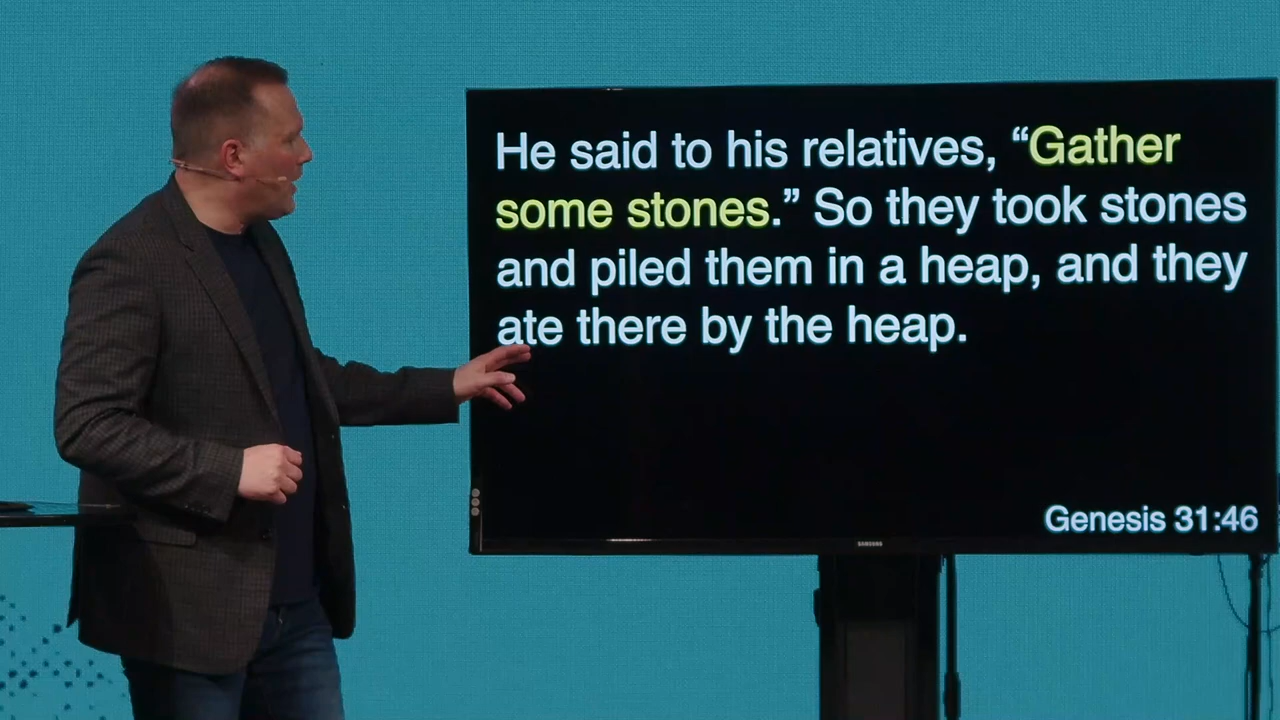 He said to his relatives, “Gather
some stones.” So they took stones
and piled them in a heap, and they
ate there by the heap.
Genesis 31:46
SAMSUNG